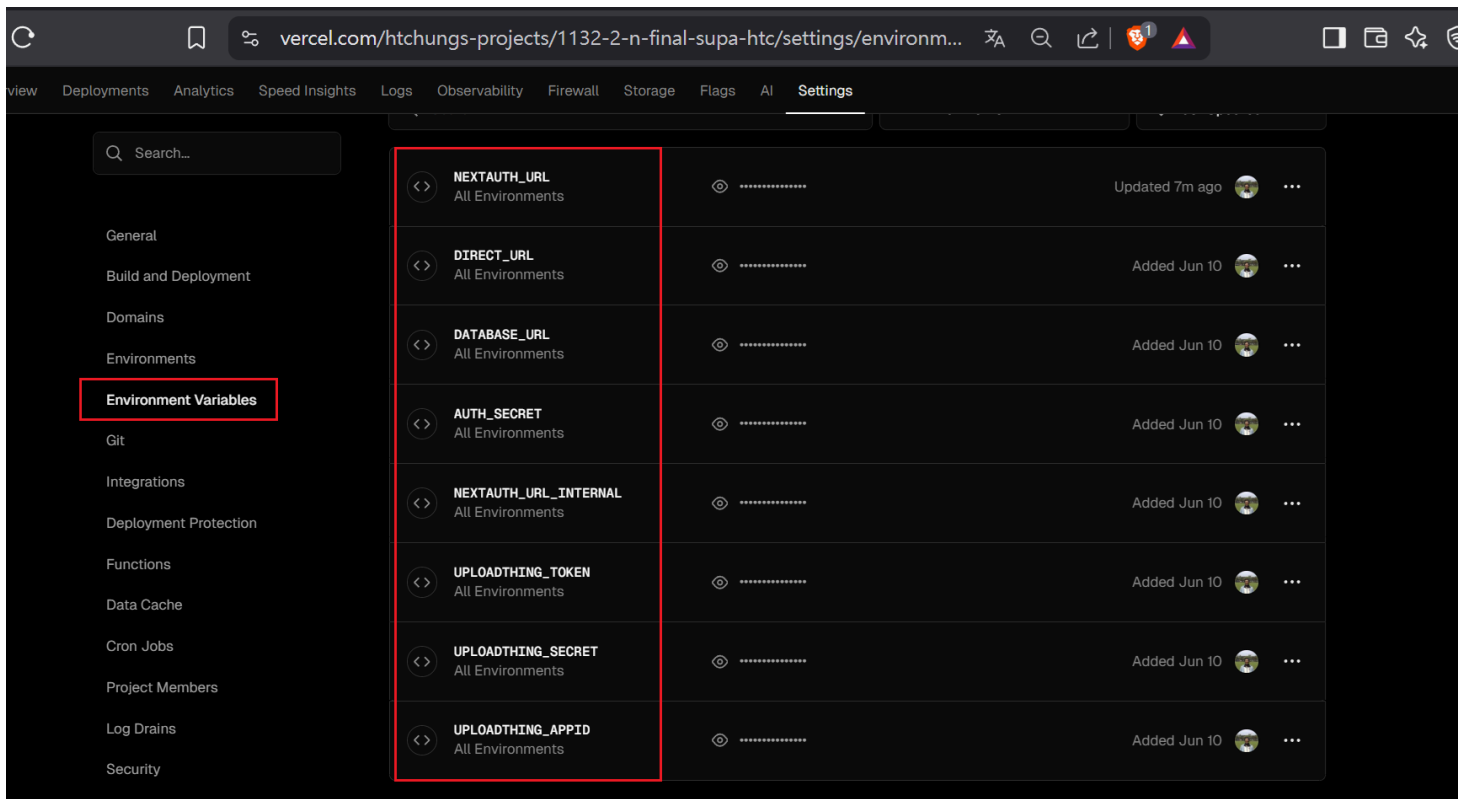 vercel.com/htchungs-projects/1132-2-n-final-supa-htc/settings/environm...
1
Deployments Analytics Speed Insights Logs Observability Firewall Storage Flags AI Settings
Search...
General
Build and Deployment
Domains
Environments
Environment Variables
Git
Integrations
Deployment Protection
Functions
Data Cache
Cron Jobs
Project Members
Log Drains
Security
NEXTAUTH_URL
All Environments
••••••••••••••• Updated 7m ago
DIRECT_URL
All Environments
••••••••••••••• Added Jun 10
DATABASE_URL
All Environments
••••••••••••••• Added Jun 10
AUTH_SECRET
All Environments
••••••••••••••• Added Jun 10
NEXTAUTH_URL_INTERNAL
All Environments
••••••••••••••• Added Jun 10
UPLOADTHING_TOKEN
All Environments
••••••••••••••• Added Jun 10
UPLOADTHING_SECRET
All Environments
••••••••••••••• Added Jun 10
UPLOADTHING_APPID
All Environments
••••••••••••••• Added Jun 10